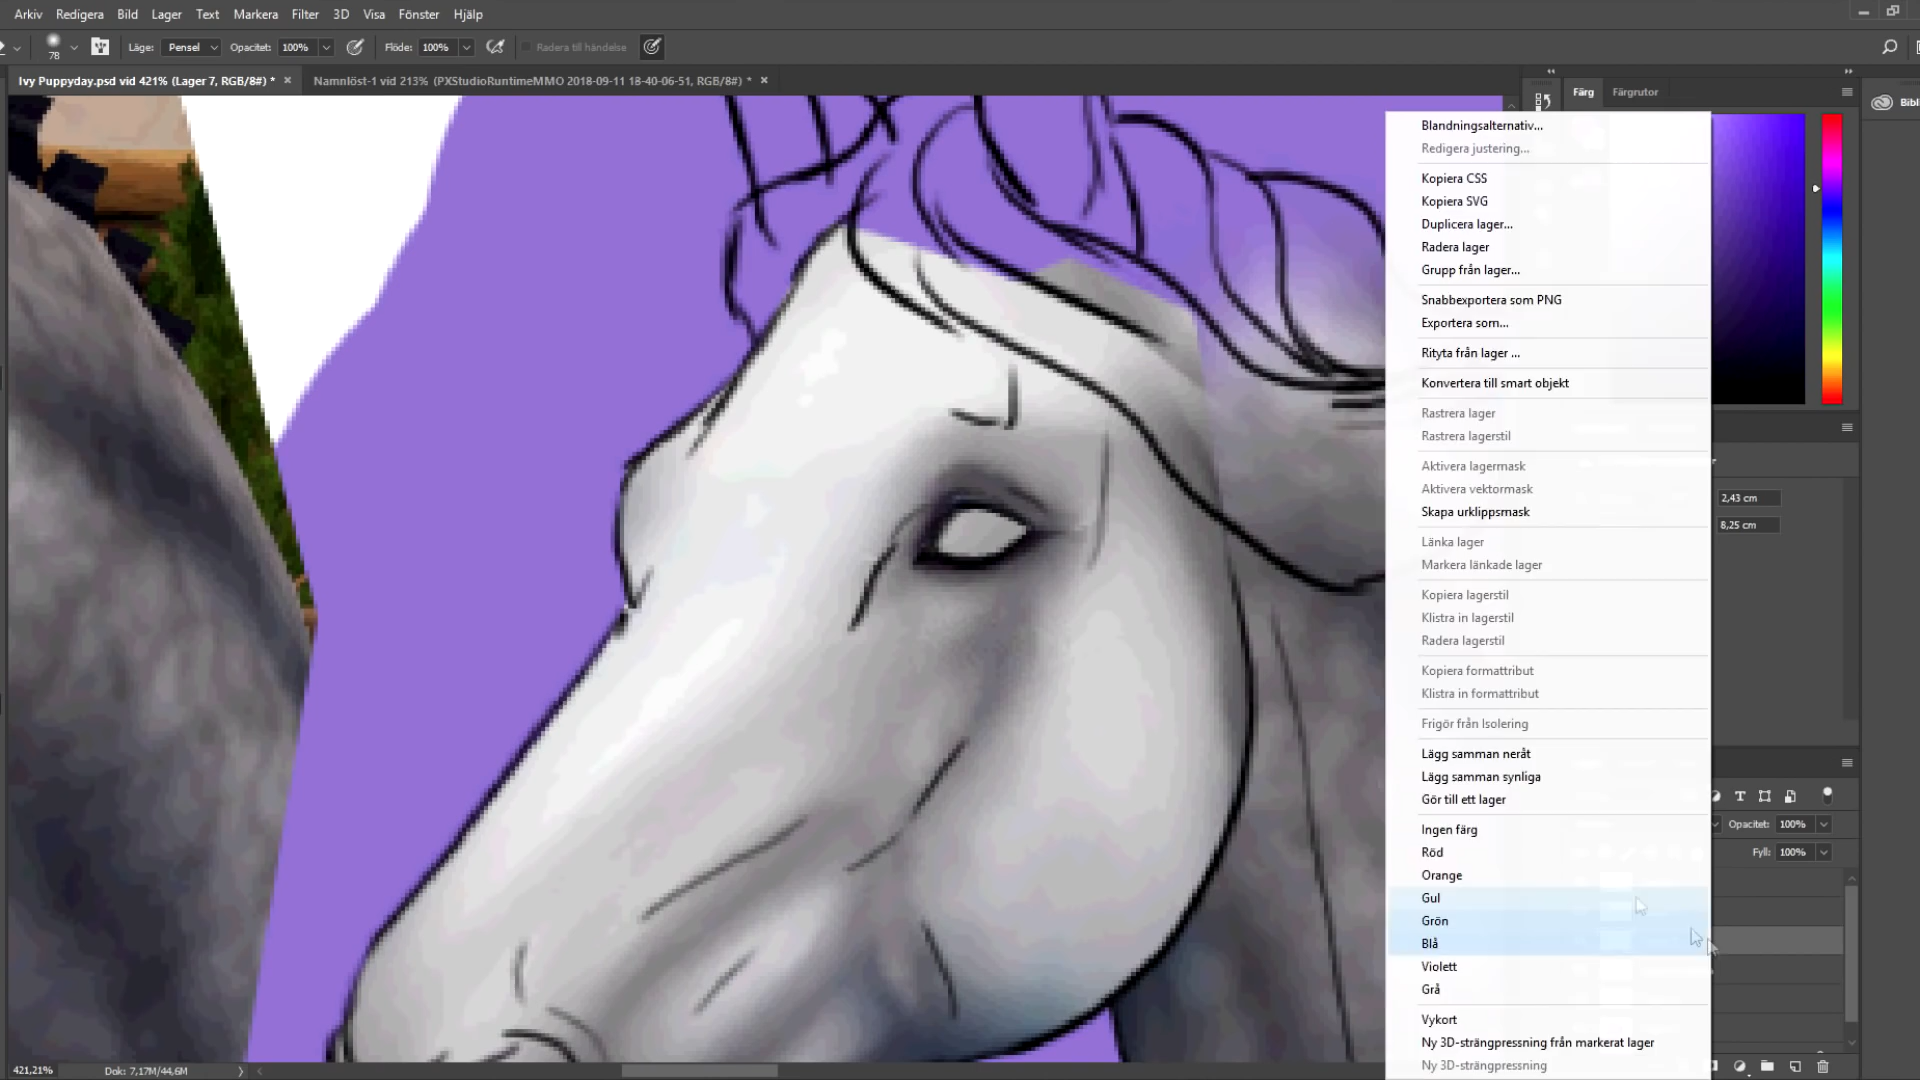 Arkiv Redigera Bild Lager Text Markera Filter 3D Visa Fönster Hjälp
78 Läge: Pensel Opacitet: 100% Flöde: 100% Radera till händelse
Ivy Puppyday.psd vid 421% (Lager 7, RGB/8#) * × Namnlöst-1 vid 213% (PXStudioRuntimeMMO 2018-09-11 18-40-06-51, RGB/8#) * ×
Färg Färgrutor
Blandningsalternativ...
Redigera justering...
Kopiera CSS
Kopiera SVG
Duplicera lager...
Radera lager
Grupp från lager...
Snabbexportera som PNG
Exportera som...
Rityta från lager ...
Konvertera till smart objekt
Rastrera lager
Rastrera lagerstil
Aktivera lagermask
Aktivera vektormask
Skapa urklippsmask
Länka lager
Markera länkade lager
Kopiera lagerstil
Klistra in lagerstil
Radera lagerstil
Kopiera formattribut
Klistra in formattribut
Frigör från Isolering
Lägg samman neråt
Lägg samman synliga
Gör till ett lager
Ingen färg
Röd
Orange
Gul
Grön
Blå
Violett
Grå
Vykort
Ny 3D-strängpressning från markerat lager
Ny 3D-strängpressning
2,43 cm
8,25 cm
Opacitet: 100%
Fyll: 100%
421,21% Dok: 7,17M/44,6M